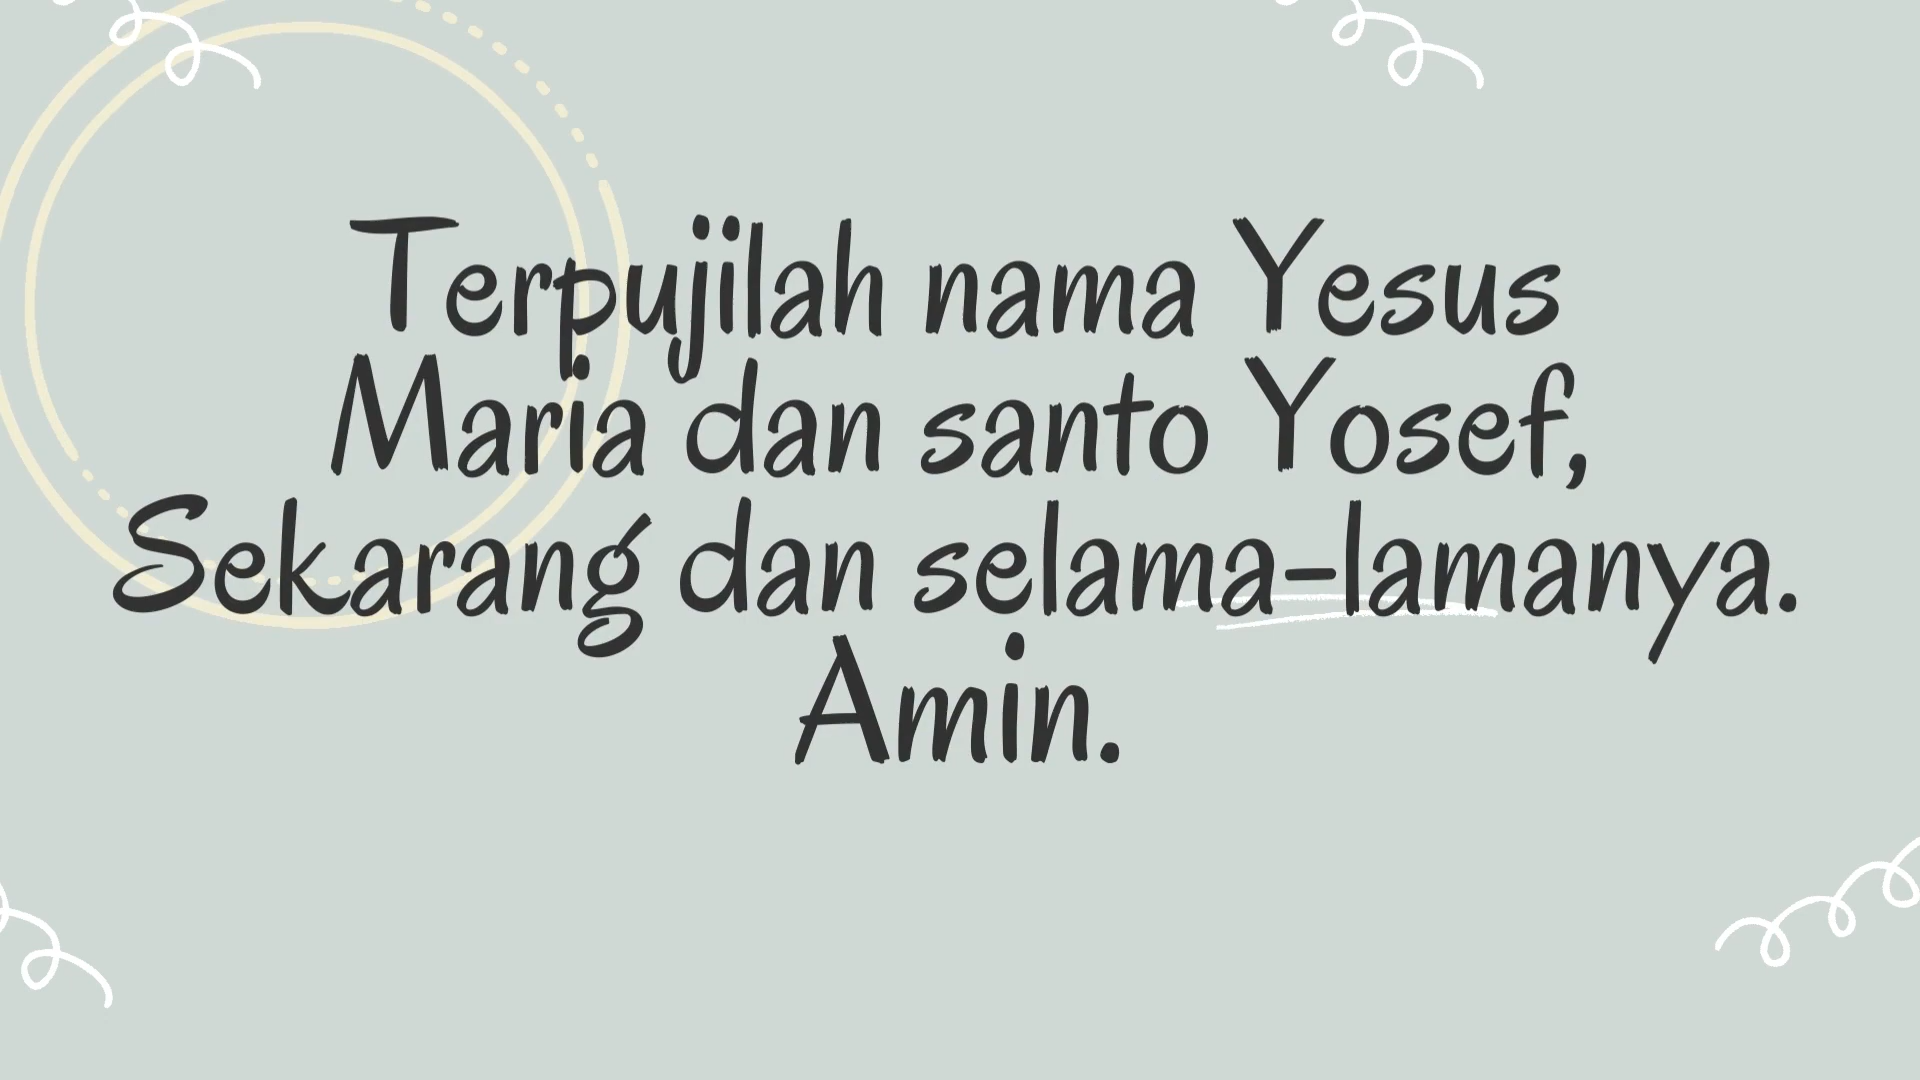 Terpujilah nama Yesus
Maria dan santo Yosef,
Sekarang dan selama-lamanya.
Amin.